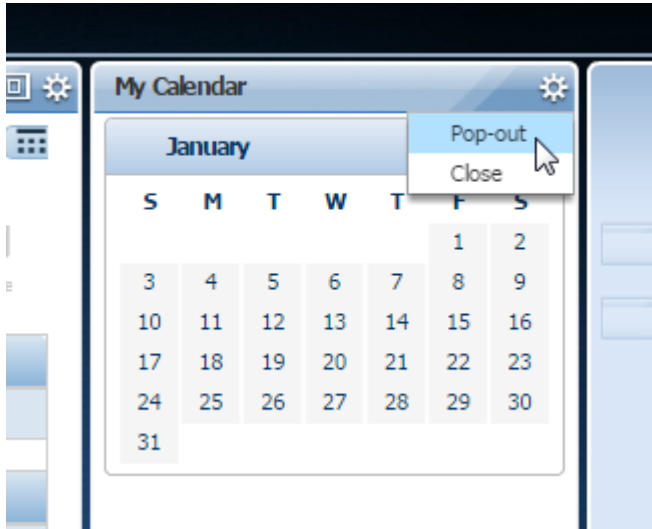 My Calendar
Pop-out
January
Close
S M T W T F S
1 2
3 4 5 6 7 8 9
10 11 12 13 14 15 16
17 18 19 20 21 22 23
24 25 26 27 28 29 30
31